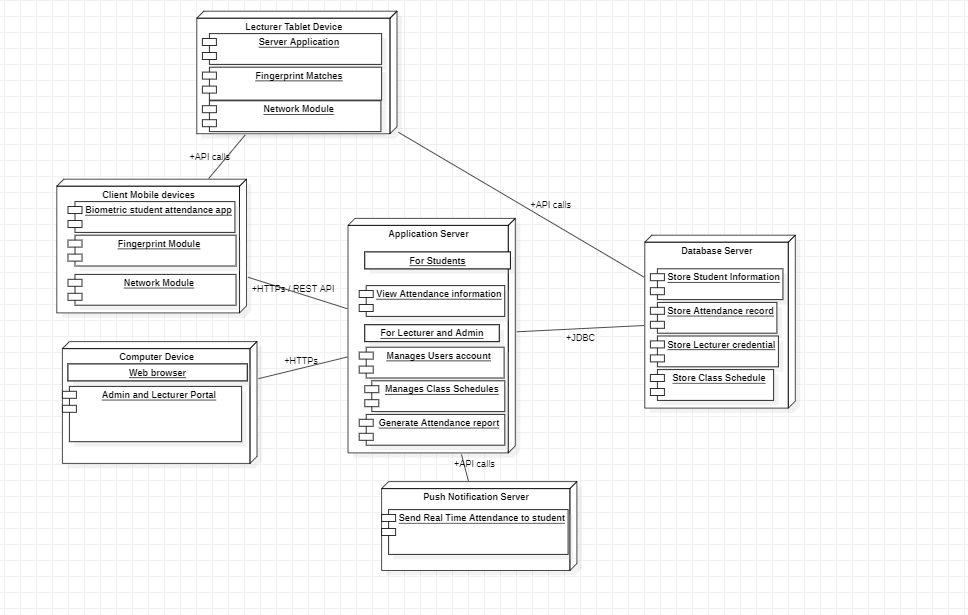 Lecturer Tablet Device
Server Application
Fingerprint Matches
Network Module
+API calls
Client Mobile devices
Biometric student attendance app
Fingerprint Module
Network Module
+HTTPs / REST API
Computer Device
Web browser
Admin and Lecturer Portal
+HTTPs
Application Server
For Students
View Attendance information
For Lecturer and Admin
Manages Users account
Manages Class Schedules
Generate Attendance report
+API calls
+JDBC
Database Server
Store Student Information
Store Attendance record
Store Lecturer credential
Store Class Schedule
+API calls
Push Notification Server
Send Real Time Attendance to student